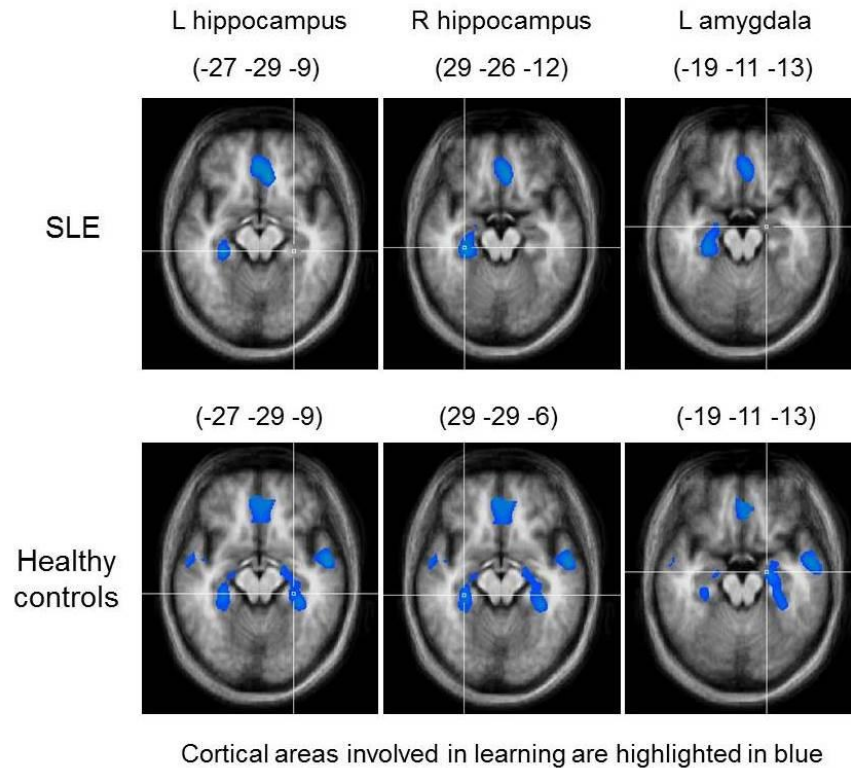 L hippocampus R hippocampus L amygdala
(-27 -29 -9) (29 -26 -12) (-19 -11 -13)
SLE
(-27 -29 -9) (29 -29 -6) (-19 -11 -13)
Healthy
controls
Cortical areas involved in learning are highlighted in blue